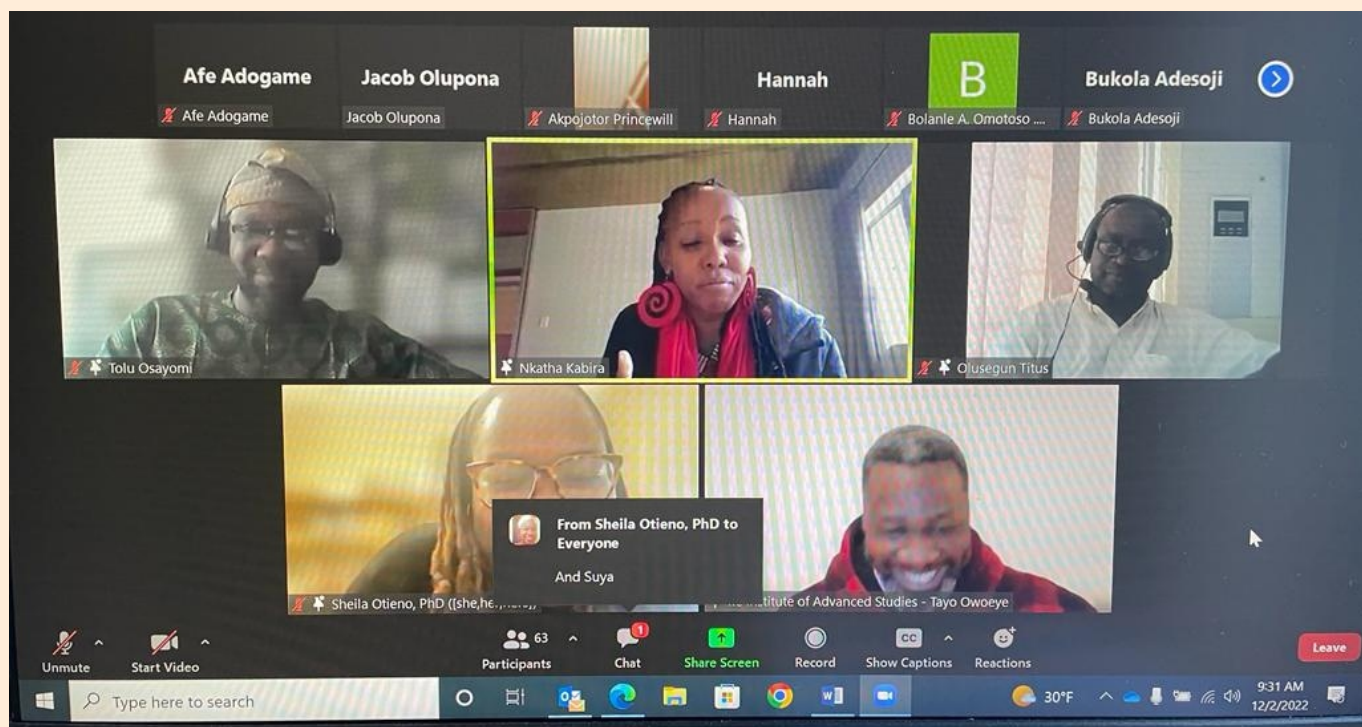 Afe Adogame
Jacob Olupona
Hannah
B
Bukola Adesoji
Afe Adogame
Jacob Olupona
Akpojotor Princewill
Hannah
Bolanle A. Omotoso ....
Bukola Adesoji
Tolu Osayomi
Nkatha Kabira
Olusegun Titus
From Sheila Otieno, PhD to
Everyone
And Suya
Sheila Otieno, PhD ([she,he
Institute of Advanced Studies - Tayo Owoeye
63
1
CC
Unmute
Start Video
Participants
Chat
Share Screen
Record
Show Captions
Reactions
Leave
Type here to search
30°F
9:31 AM
12/2/2022